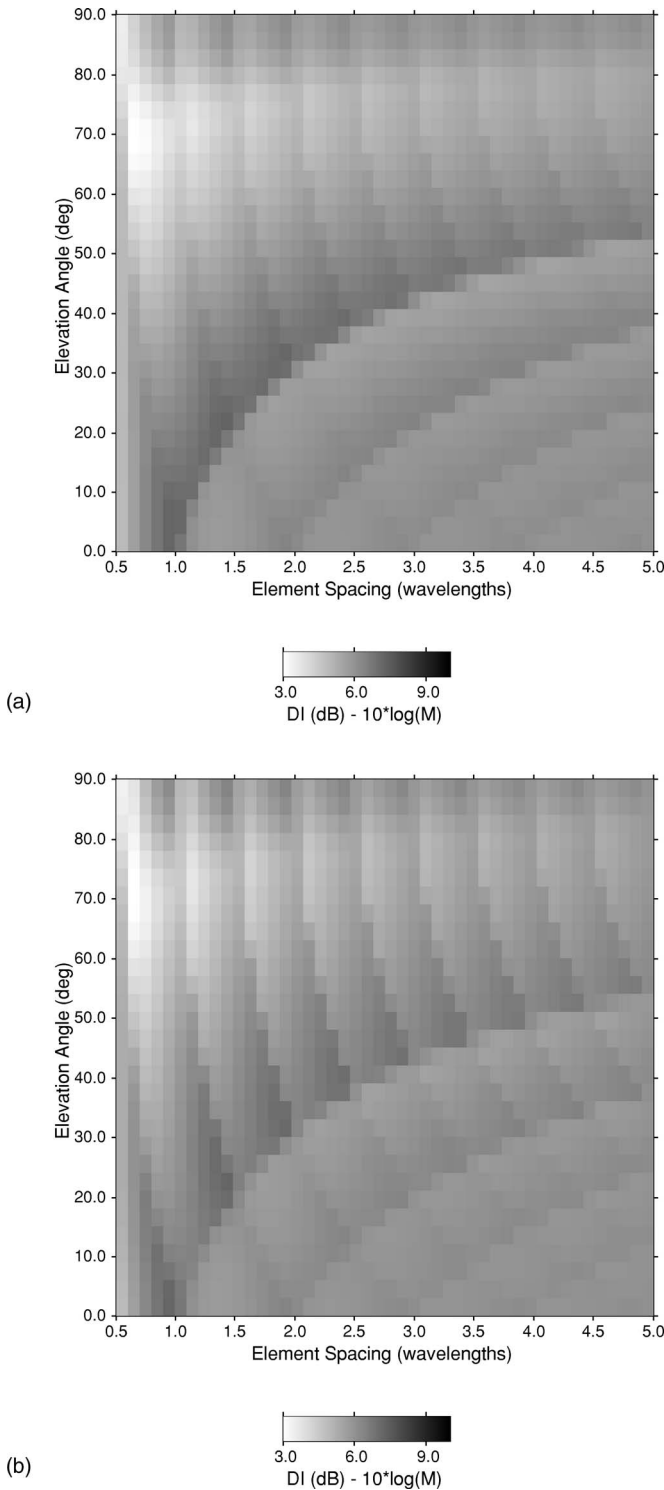 90.0
80.0
70.0
60.0
50.0
40.0
30.0
20.0
10.0
0.0
Elevation Angle (deg)
0.5 1.0 1.5 2.0 2.5 3.0 3.5 4.0 4.5 5.0
Element Spacing (wavelengths)
3.0 6.0 9.0
DI (dB) - 10*log(M)
(a)
90.0
80.0
70.0
60.0
50.0
40.0
30.0
20.0
10.0
0.0
Elevation Angle (deg)
0.5 1.0 1.5 2.0 2.5 3.0 3.5 4.0 4.5 5.0
Element Spacing (wavelengths)
3.0 6.0 9.0
DI (dB) - 10*log(M)
(b)